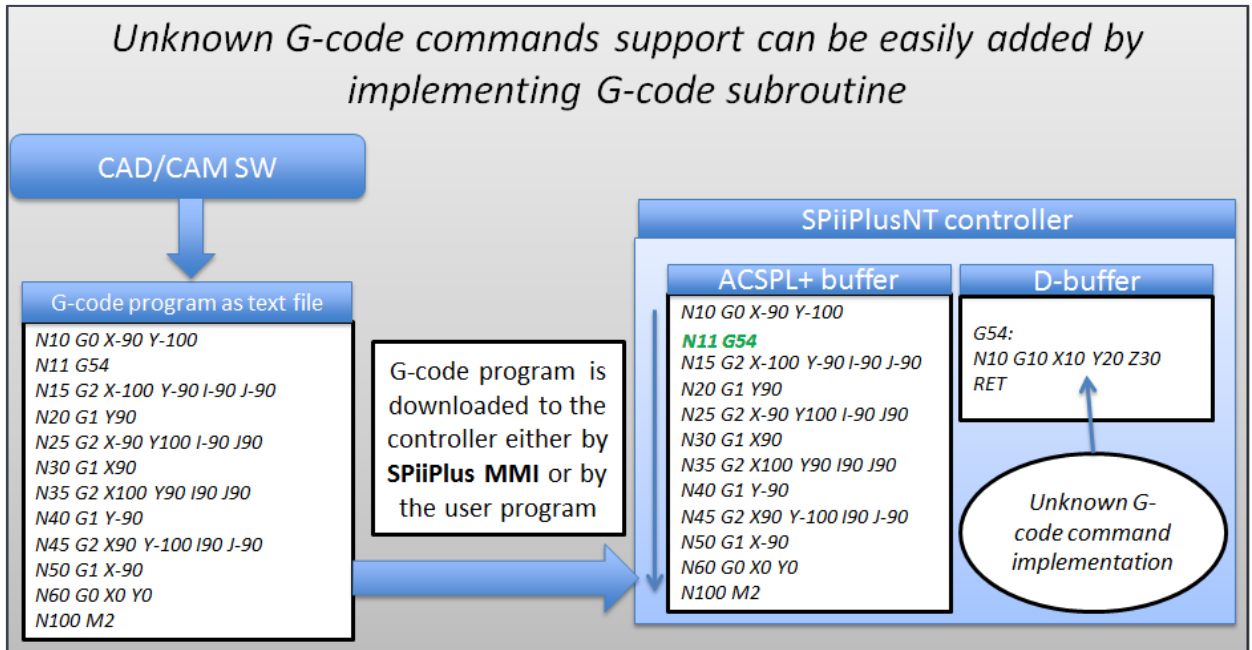 Unknown G-code commands support can be easily added by
implementing G-code subroutine
CAD/CAM SW
G-code program as text file
N10 G0 X-90 Y-100
N11 G54
N15 G2 X-100 Y-90 I-90 J-90
N20 G1 Y90
N25 G2 X-90 Y100 I-90 J90
N30 G1 X90
N35 G2 X100 Y90 I90 J90
N40 G1 Y-90
N45 G2 X90 Y-100 I90 J-90
N50 G1 X-90
N60 G0 X0 Y0
N100 M2
G-code program is
downloaded to the
controller either by
SPiiPlus MMI or by
the user program
SPiiPlusNT controller
ACSPL+ buffer
N10 G0 X-90 Y-100
N11 G54
N15 G2 X-100 Y-90 I-90 J-90
N20 G1 Y90
N25 G2 X-90 Y100 I-90 J90
N30 G1 X90
N35 G2 X100 Y90 I90 J90
N40 G1 Y-90
N45 G2 X90 Y-100 I90 J-90
N50 G1 X-90
N60 G0 X0 Y0
N100 M2
D-buffer
G54:
N10 G10 X10 Y20 Z30
RET
Unknown G-
code command
implementation